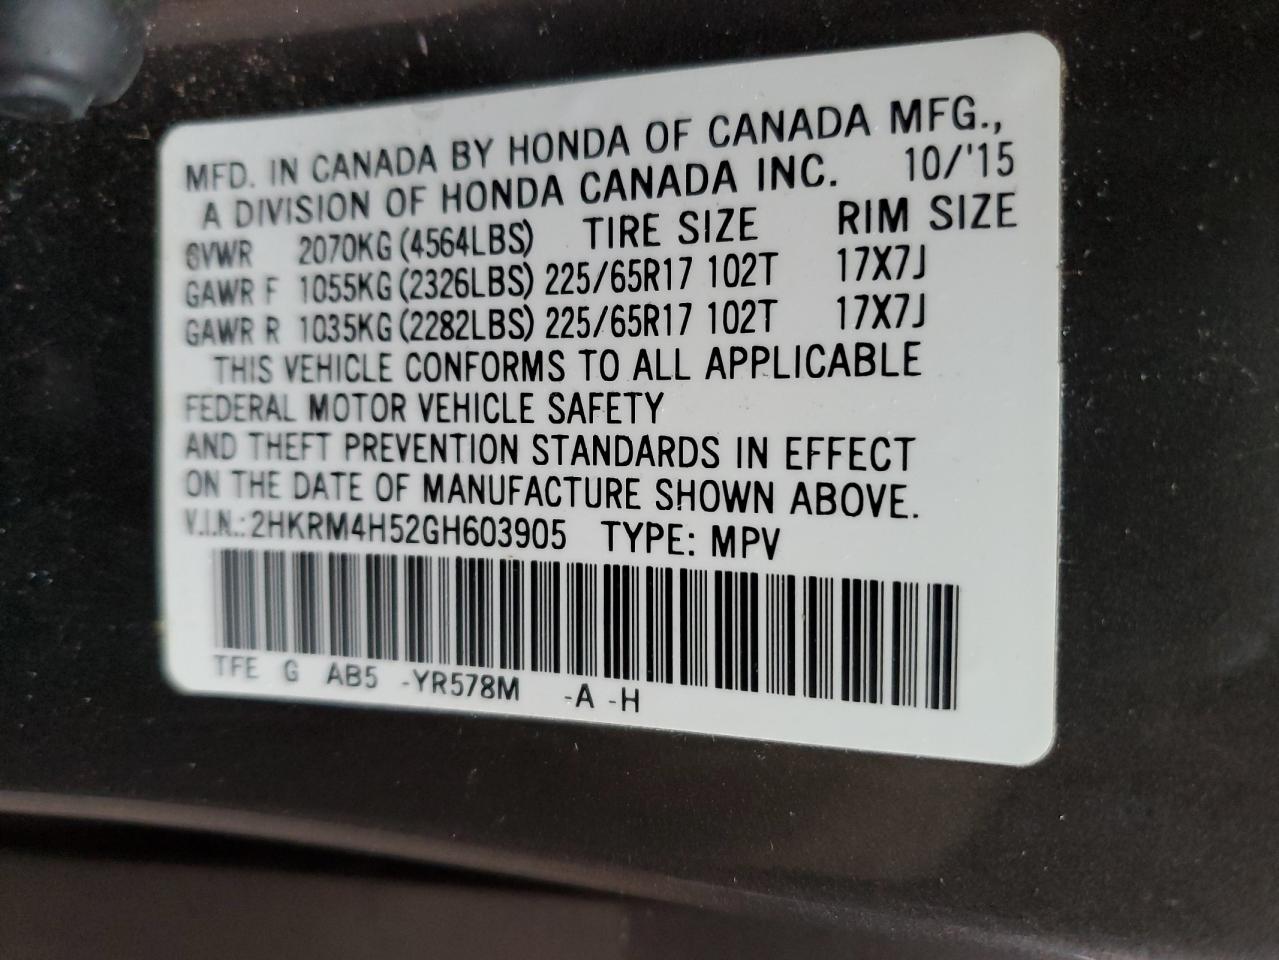 MFD. IN CANADA BY HONDA OF CANADA MFG.,
A DIVISION OF HONDA CANADA INC. 10/'15
GVWR 2070KG (4564LBS) TIRE SIZE RIM SIZE
GAWR F 1055KG (2326LBS) 225/65R17 102T 17X7J
GAWR R 1035KG (2282LBS) 225/65R17 102T 17X7J
THIS VEHICLE CONFORMS TO ALL APPLICABLE
FEDERAL MOTOR VEHICLE SAFETY
AND THEFT PREVENTION STANDARDS IN EFFECT
ON THE DATE OF MANUFACTURE SHOWN ABOVE.
V.I.N.: 2HKRM4H52GH603905 TYPE: MPV
TFE G AB5 -YR578M -A -H